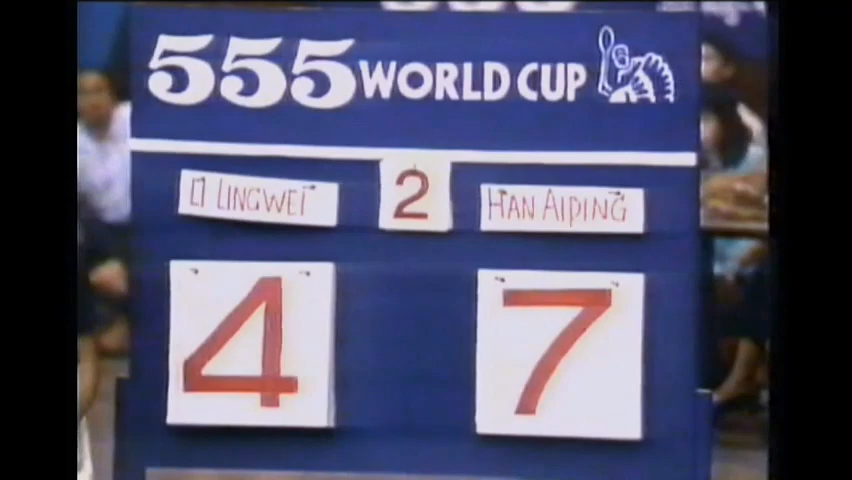 555 WORLD CUP
2
LI LINGWEI
HAN AIPING
4
7